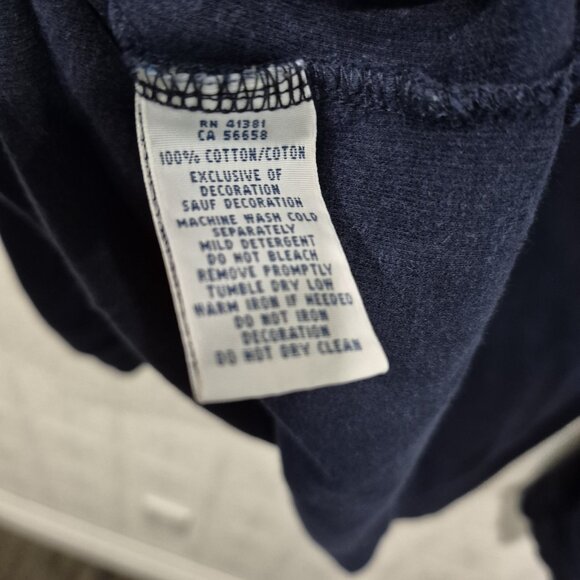 RN 41381
CA 56658
100% COTTON/COTON
EXCLUSIVE OF
DECORATION
SAUF DECORATION
MACHINE WASH COLD
SEPARATELY
MILD DETERGENT
DO NOT BLEACH
REMOVE PROMPTLY
TUMBLE DRY LOW
WARM IRON IF NEEDED
DO NOT IRON
DECORATION
DO NOT DRY CLEAN